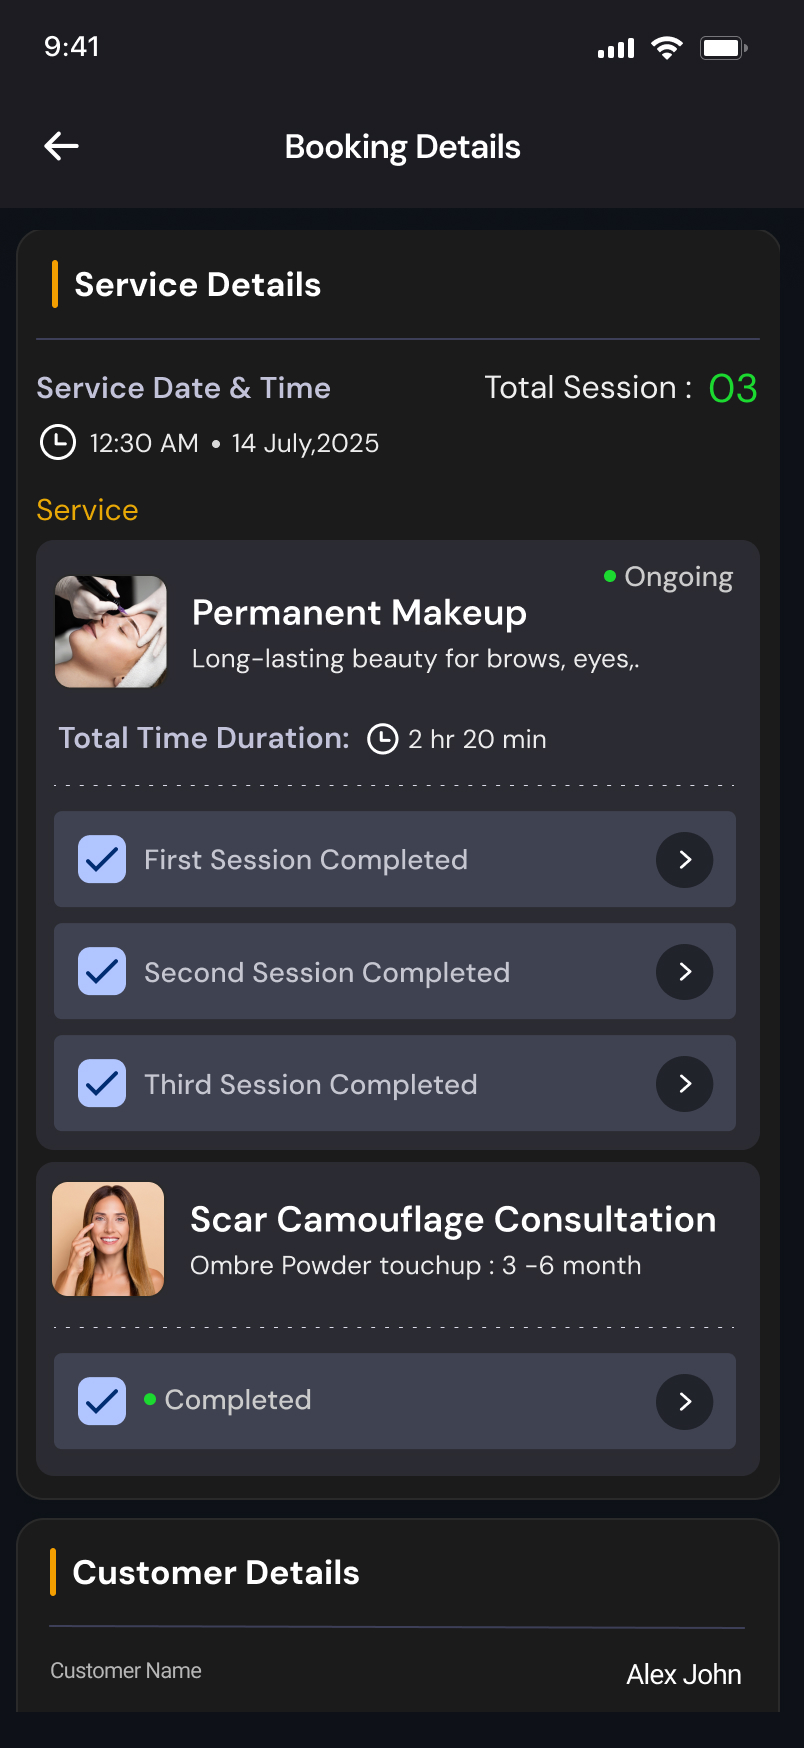 9:41
Booking Details
Service Details
Service Date & Time
Total Session : 03
12:30 AM • 14 July,2025
Service
Ongoing
Permanent Makeup
Long-lasting beauty for brows, eyes,.
Total Time Duration: 2 hr 20 min
First Session Completed
Second Session Completed
Third Session Completed
Scar Camouflage Consultation
Ombre Powder touchup : 3 -6 month
Completed
Customer Details
Customer Name
Alex John